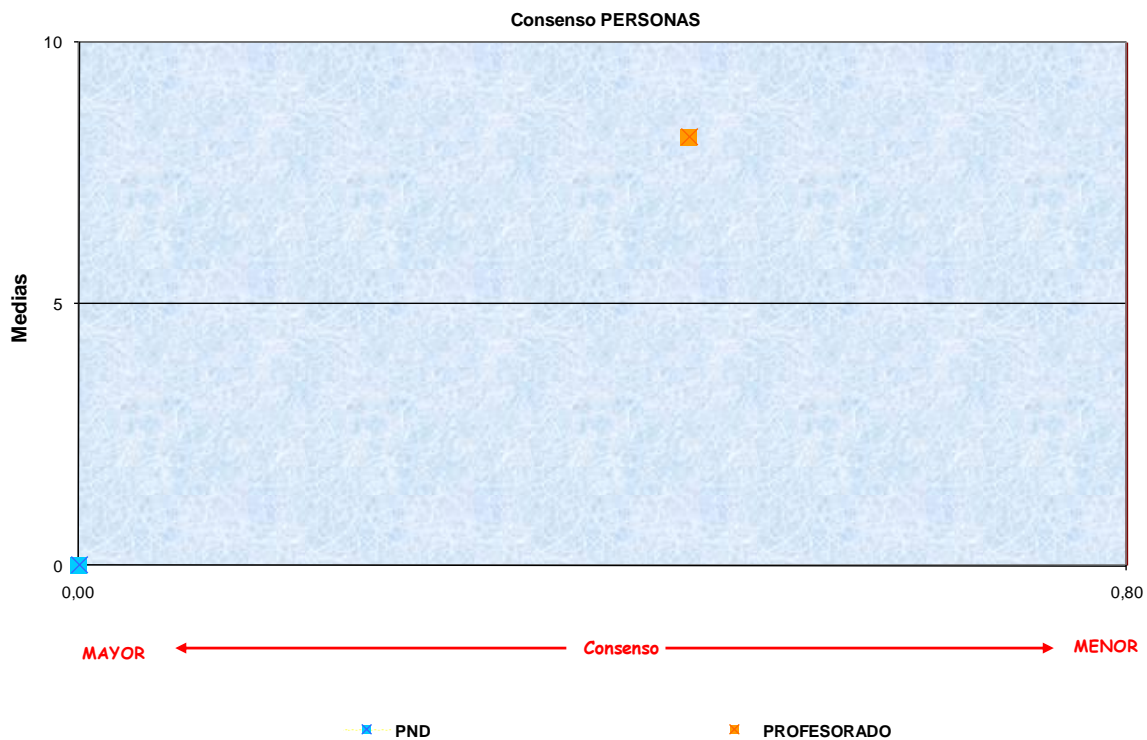 Consenso PERSONAS
10
Medias
5
0
0,00
0,80
MAYOR
Consenso
MENOR
PND
PROFESORADO